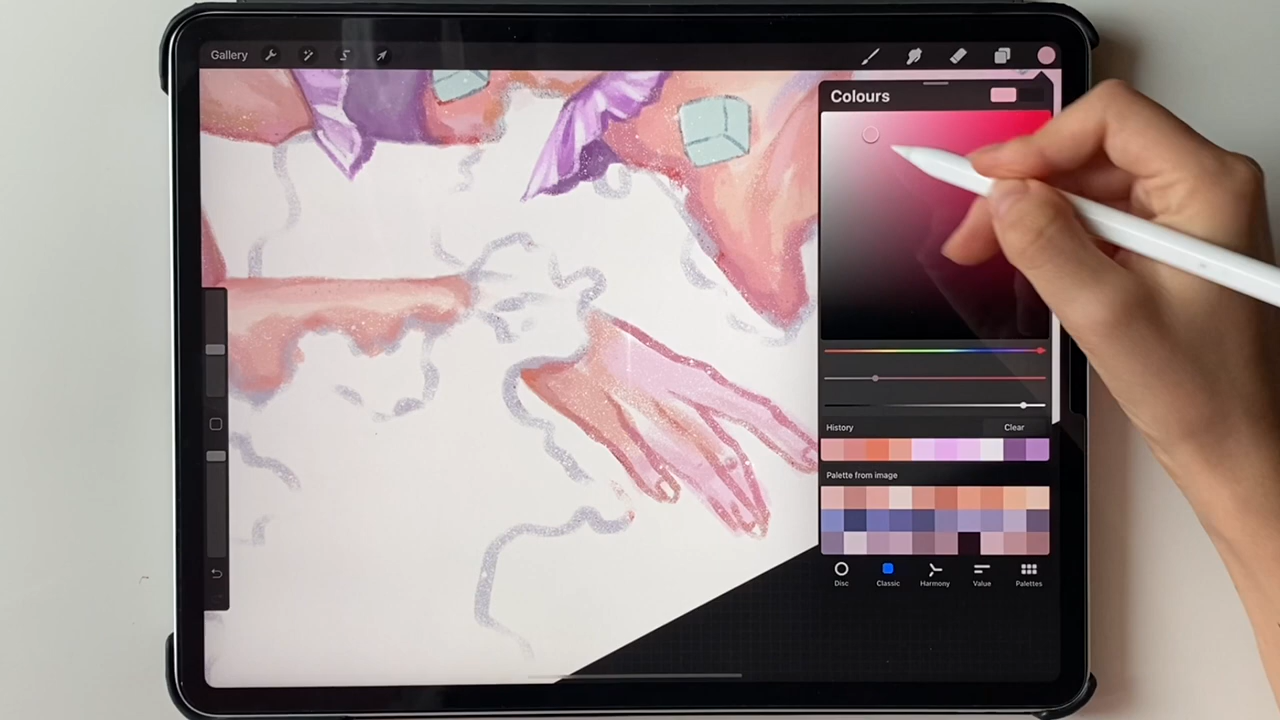 Gallery
Colours
History
Clear
Palette from image
Disc
Classic
Harmony
Value
Palettes